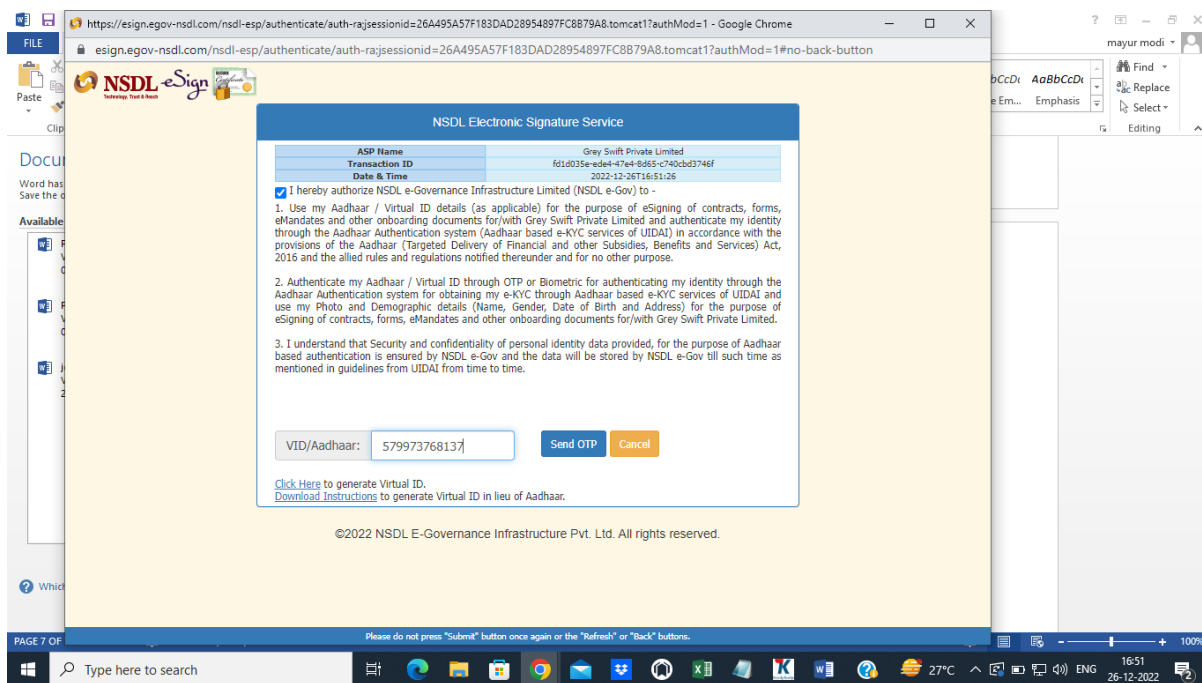 https://esign.egov-nsdl.com/nsdl-esp/authenticate/auth-ra;jsessionid=26A495A57F183DAD28954897FC8B79A8.tomcat1?authMod=1 - Google Chrome
esign.egov-nsdl.com/nsdl-esp/authenticate/auth-ra;jsessionid=26A495A57F183DAD28954897FC8B79A8.tomcat1?authMod=1#no-back-button
FILE
mayur modi
Paste
Clip
bCcDc AaBbCcDc
e Em... Emphasis
Find
Replace
Select
Editing
NSDL eSign
Technology, Trust & Reach
Certificate
NSDL Electronic Signature Service
ASP Name Grey Swift Private Limited
Transaction ID fd1d035e-ede4-47e4-8d65-c740cbd3746f
Date & Time 2022-12-26T16:51:26
I hereby authorize NSDL e-Governance Infrastructure Limited (NSDL e-Gov) to -
1. Use my Aadhaar / Virtual ID details (as applicable) for the purpose of eSigning of contracts, forms,
eMandates and other onboarding documents for/with Grey Swift Private Limited and authenticate my identity
through the Aadhaar Authentication system (Aadhaar based e-KYC services of UIDAI) in accordance with the
provisions of the Aadhaar (Targeted Delivery of Financial and other Subsidies, Benefits and Services) Act,
2016 and the allied rules and regulations notified thereunder and for no other purpose.
2. Authenticate my Aadhaar / Virtual ID through OTP or Biometric for authenticating my identity through the
Aadhaar Authentication system for obtaining my e-KYC through Aadhaar based e-KYC services of UIDAI and
use my Photo and Demographic details (Name, Gender, Date of Birth and Address) for the purpose of
eSigning of contracts, forms, eMandates and other onboarding documents for/with Grey Swift Private Limited.
3. I understand that Security and confidentiality of personal identity data provided, for the purpose of Aadhaar
based authentication is ensured by NSDL e-Gov and the data will be stored by NSDL e-Gov till such time as
mentioned in guidelines from UIDAI from time to time.
VID/Aadhaar: 579973768137 Send OTP Cancel
Click Here to generate Virtual ID.
Download Instructions to generate Virtual ID in lieu of Aadhaar.
©2022 NSDL E-Governance Infrastructure Pvt. Ltd. All rights reserved.
Please do not press "Submit" button once again or the "Refresh" or "Back" buttons.
Docu
Word has
Save the o
Available
Which
PAGE 7 OF
100%
Type here to search
27°C ENG 16:51
26-12-2022
2